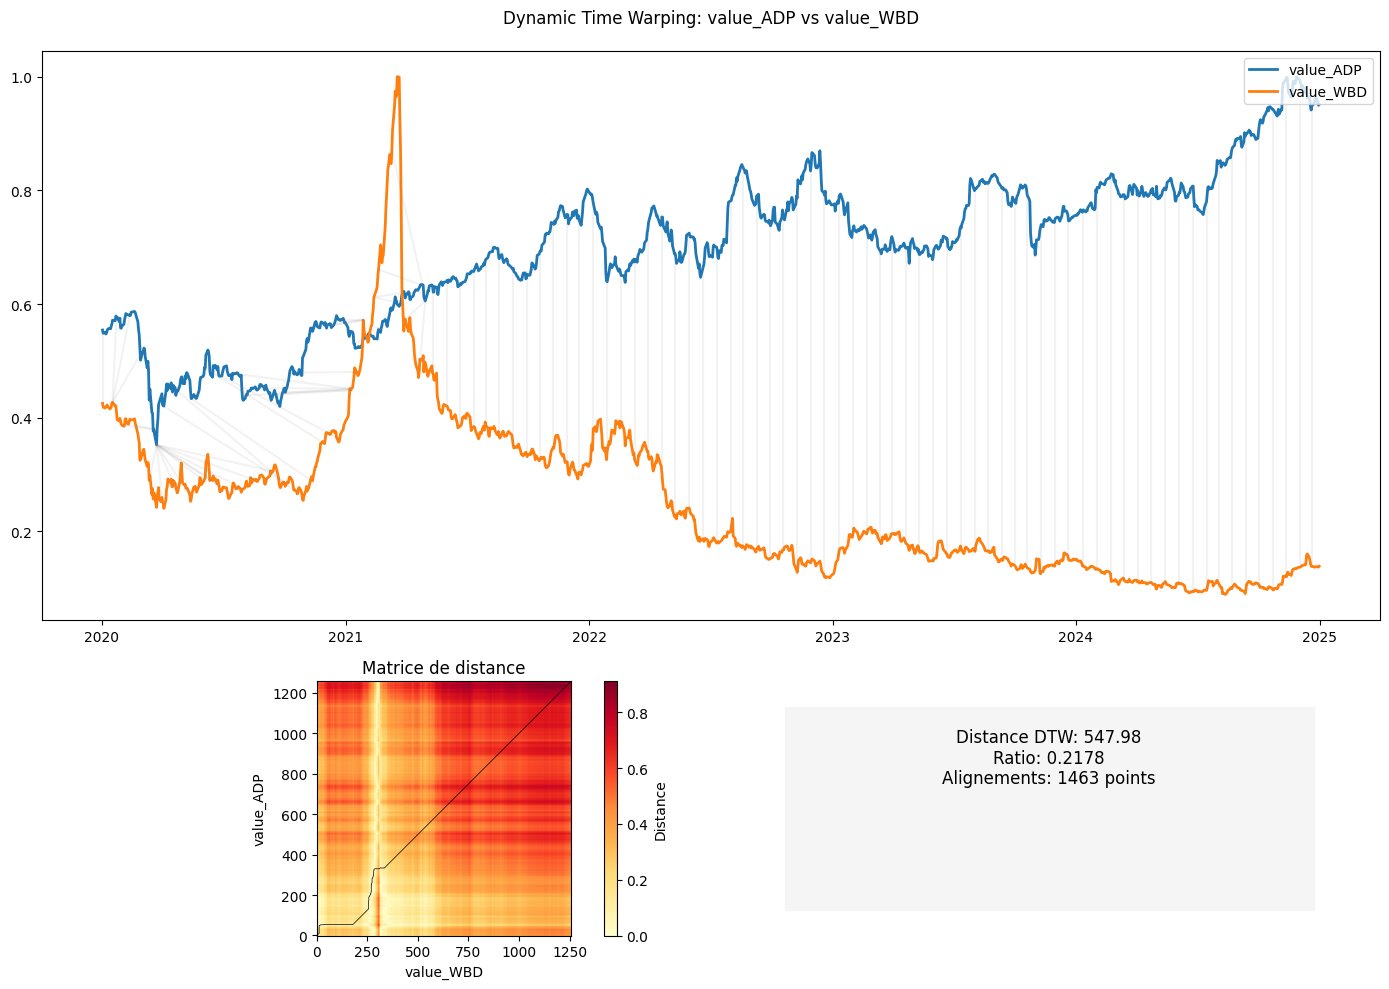 Dynamic Time Warping: value_ADP vs value_WBD
value_ADP
value_WBD
1.0
0.8
0.6
0.4
0.2
2020 2021 2022 2023 2024 2025
Matrice de distance
value_ADP
1200
1000
800
600
400
200
0
0 250 500 750 1000 1250
value_WBD
0.8
0.6
0.4
0.2
0.0
Distance
Distance DTW: 547.98
Ratio: 0.2178
Alignements: 1463 points